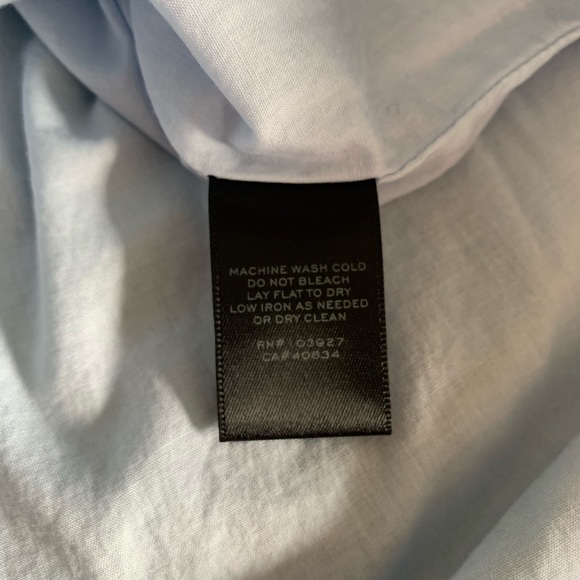 MACHINE WASH COLD
DO NOT BLEACH
LAY FLAT TO DRY
LOW IRON AS NEEDED
OR DRY CLEAN
RN# 103927
CA# 40634